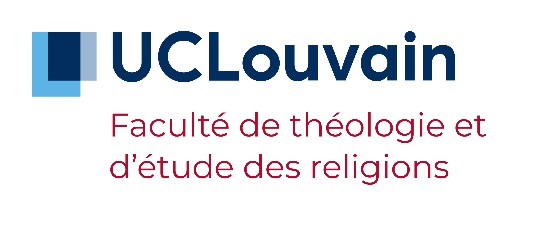 UCLouvain
Faculté de théologie et
d'étude des religions